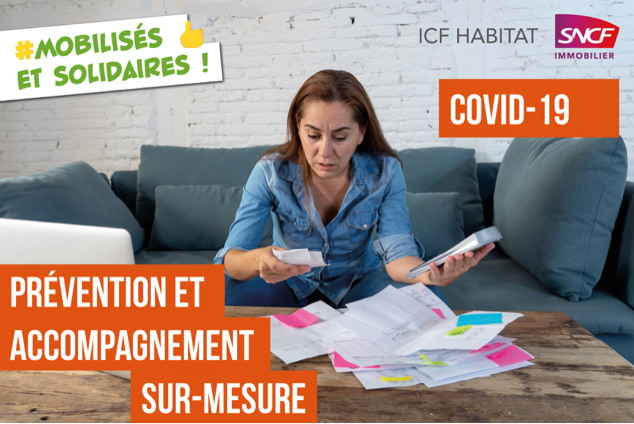 #MOBILISÉS
ET SOLIDAIRES !
ICF HABITAT
SNCF
IMMOBILIER
COVID-19
PRÉVENTION ET
ACCOMPAGNEMENT
SUR-MESURE